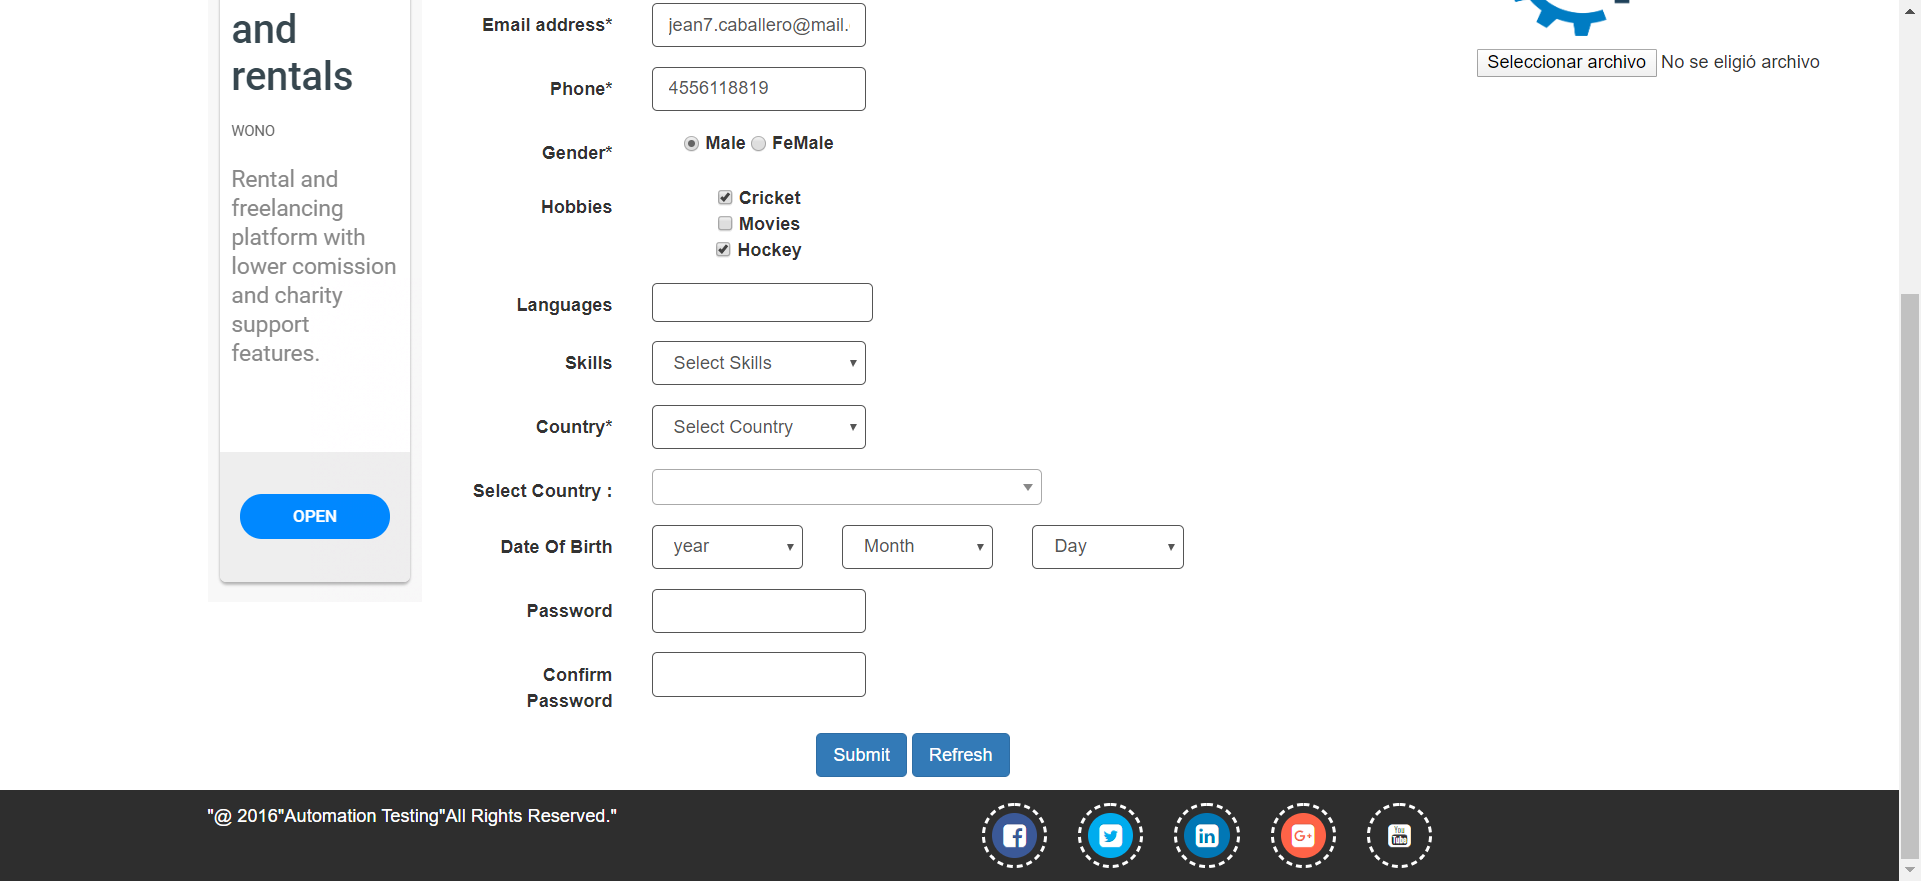 and
rentals
WONO
Rental and
freelancing
platform with
lower comission
and charity
support
features.
OPEN
Email address*
jean7.caballero@mail.
Phone*
4556118819
Gender*
Male FeMale
Hobbies
Cricket
Movies
Hockey
Languages
Skills
Select Skills
Country*
Select Country
Select Country :
Date Of Birth
year Month Day
Password
Confirm
Password
Submit Refresh
Seleccionar archivo No se eligió archivo
"@ 2016"Automation Testing"All Rights Reserved."
f
in
G+
You
Tube